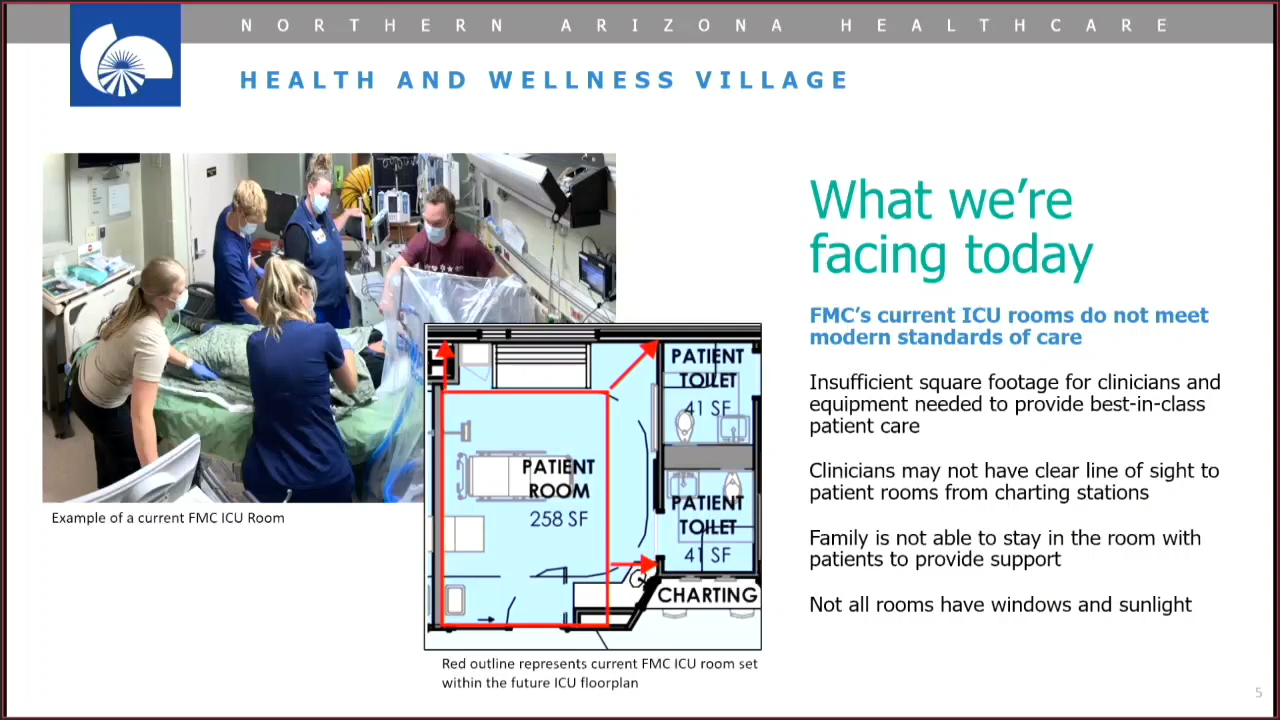 NORTHERN ARIZONA HEALTHCARE
HEALTH AND WELLNESS VILLAGE
What we're
facing today
FMC's current ICU rooms do not meet
modern standards of care
Insufficient square footage for clinicians and
equipment needed to provide best-in-class
patient care
Clinicians may not have clear line of sight to
patient rooms from charting stations
Family is not able to stay in the room with
patients to provide support
Not all rooms have windows and sunlight
Example of a current FMC ICU Room
PATIENT
TOILET
41 SF
PATIENT
ROOM
258 SF
PATIENT
TOILET
41 SF
CHARTING
Red outline represents current FMC ICU room set
within the future ICU floorplan
5